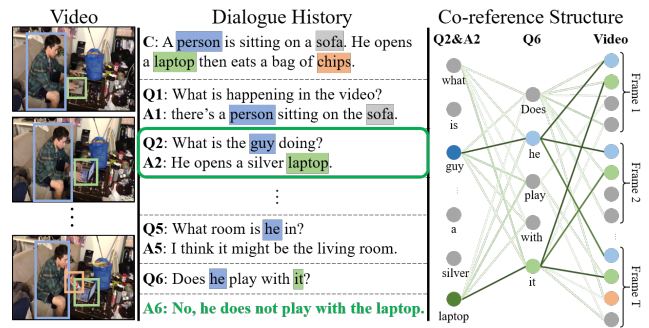 Video
Dialogue History
Co-reference Structure
C: A person is sitting on a sofa. He opens
a laptop then eats a bag of chips.
Q1: What is happening in the video?
A1: there's a person sitting on the sofa.
Q2: What is the guy doing?
A2: He opens a silver laptop.
⋮
Q5: What room is he in?
A5: I think it might be the living room.
Q6: Does he play with it?
A6: No, he does not play with the laptop.
Q2&A2
Q6
Video
what
is
guy
a
silver
laptop
Does
he
play
with
it
Frame 1
Frame 2
Frame T